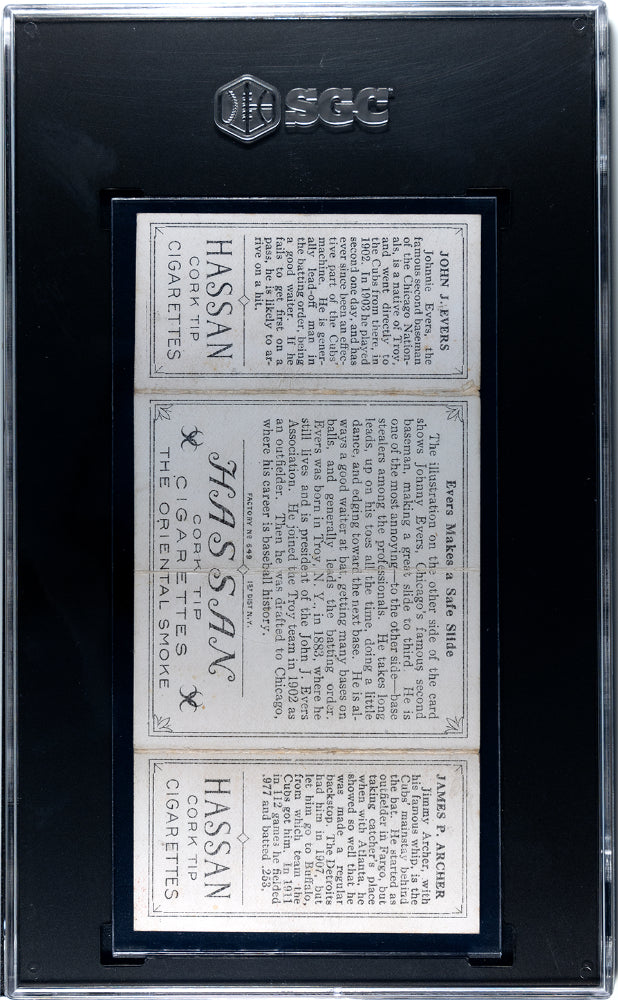 SGC
JOHN J. EVERS
Johnnie Evers, the
famous second baseman
of the Chicago Nation-
als, is a native of Troy,
and went directly to
the Cubs from there, in
1902. In 1903 he played
second one day, and has
ever since been an effec-
tive part of the Cubs'
machine. He is gener-
ally lead-off man in
the batting order, being
a good waiter. If he
fails to get first on a
pass, he is likely to ar-
rive on a hit.
HASSAN
CORK TIP
CIGARETTES
Evers Makes a Safe Slide
The illustration on the other side of the card
shows Johnny Evers, Chicago's famous second
baseman, making a great slide to third. He is
one of the most annoying—to the other side—base
stealers among the professionals. He takes long
leads, up on his toes all the time, doing a little
dance, and edging toward the next base. He is al-
ways a good waiter at bat, getting many bases on
balls, and generally leads the batting order.
Evers was born in Troy, N. Y., in 1883, where he
still lives and is president of the John J. Evers
Association. He joined the Troy team in 1902 as
an outfielder. Then he was drafted to Chicago,
where his career is baseball history.
FACTORY No 649 1ST DIST. N.Y.
HASSAN
CORK TIP
CIGARETTES
THE ORIENTAL SMOKE
JAMES P. ARCHER
Jimmy Archer, with
his famous whip, is the
Cubs' mainstay behind
the bat. He started as
outfielder in Fargo, but
taking catcher's place
when with Atlanta, he
showed so well that he
was made a regular
backstop. The Detroits
had him in 1907, but
let him go to Buffalo,
from which team the
Cubs got him. In 1911
in 112 games he fielded
.977 and batted .253.
HASSAN
CORK TIP
CIGARETTES